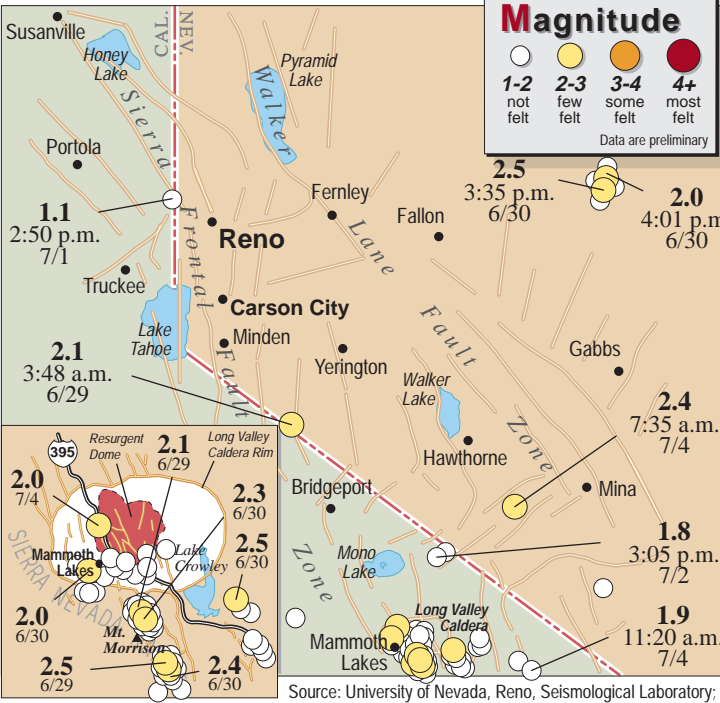 Magnitude
1-2 2-3 3-4 4+
not few some most
felt felt felt felt
Data are preliminary
Susanville
CAL. NEV.
Honey
Lake
Pyramid
Lake
Sierra
Walker
Portola
2.5
3:35 p.m.
6/30
2.0
4:01 p.m
6/30
Fernley
Fallon
1.1
2:50 p.m.
7/1
Reno
Frontal
Lane
Truckee
Carson City
Lake
Tahoe
Minden
Fault
Fault
Yerington
Gabbs
2.1
3:48 a.m.
6/29
Walker
Lake
2.4
7:35 a.m.
7/4
Zone
Hawthorne
Mina
Bridgeport
1.8
3:05 p.m.
7/2
Zone
Mono
Lake
Long Valley
Caldera
1.9
11:20 a.m.
7/4
Mammoth
Lakes
395
Resurgent
Dome
2.1
6/29
Long Valley
Caldera Rim
2.0
7/4
2.3
6/30
2.5
6/30
Mammoth
Lakes
Lake
Crowley
SIERRA NEVADA
2.0
6/30
Mt.
Morrison
2.5
6/29
2.4
6/30
Source: University of Nevada, Reno, Seismological Laboratory;